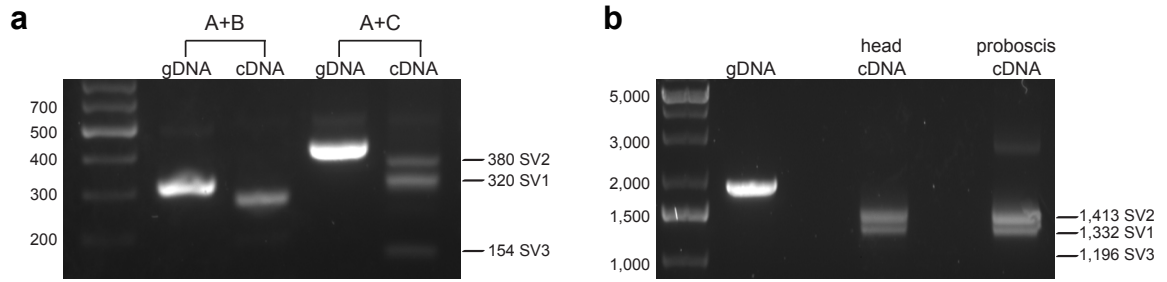 a
A+B
A+C
gDNA
cDNA
gDNA
cDNA
700
500
400
300
200
380 SV2
320 SV1
154 SV3
b
head
proboscis
gDNA
cDNA
cDNA
5,000
3,000
2,000
1,500
1,000
1,413 SV2
1,332 SV1
1,196 SV3